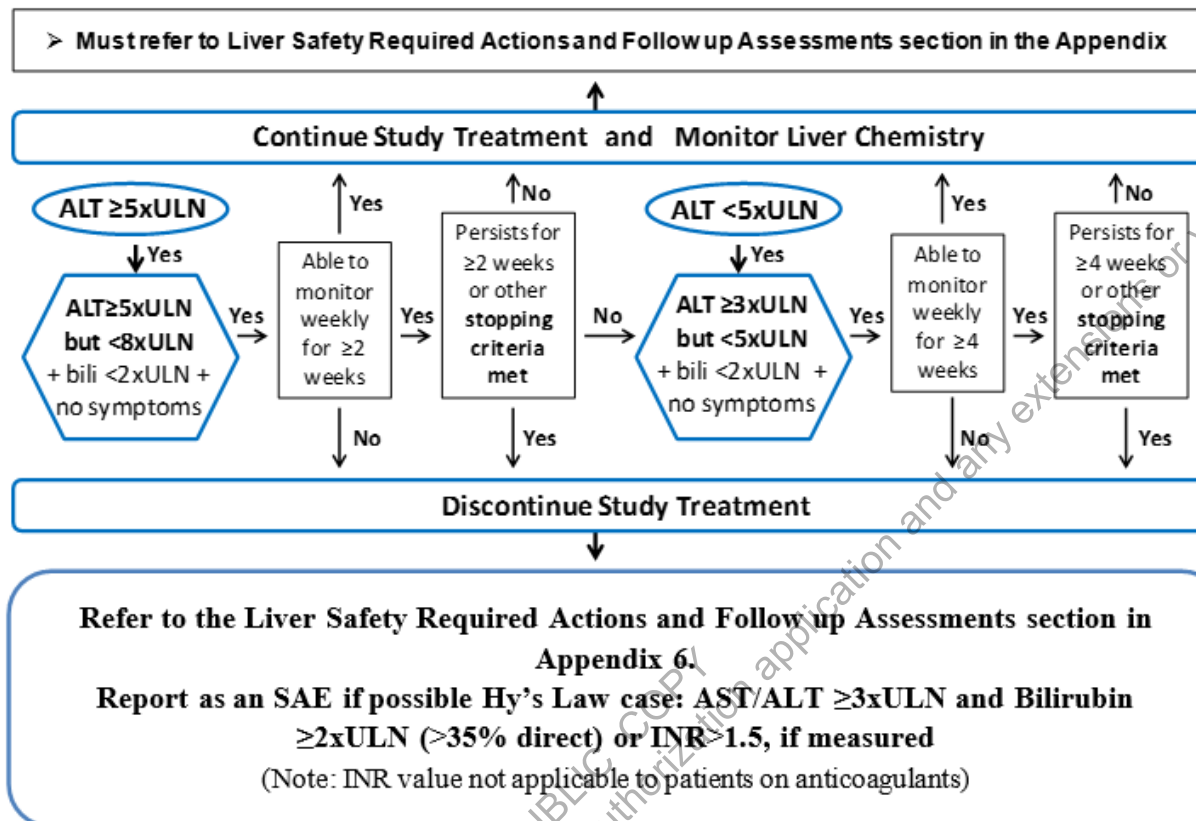 ➢ Must refer to Liver Safety Required Actions and Follow up Assessments section in the Appendix
Continue Study Treatment and Monitor Liver Chemistry
ALT ≥5xULN
Yes
ALT≥5xULN
but <8xULN
+ bili <2xULN +
no symptoms
Yes
Yes
Able to
monitor
weekly
for ≥2
weeks
No
Yes
No
Persists for
≥2 weeks
or other
stopping
criteria
met
Yes
No
ALT <5xULN
Yes
ALT ≥3xULN
but <5xULN
+ bili <2xULN +
no symptoms
Yes
Yes
Able to
monitor
weekly
for ≥4
weeks
No
Yes
No
Persists for
≥4 weeks
or other
stopping
criteria
met
Yes
Discontinue Study Treatment
Refer to the Liver Safety Required Actions and Follow up Assessments section in
Appendix 6.
Report as an SAE if possible Hy's Law case: AST/ALT ≥3xULN and Bilirubin
≥2xULN (>35% direct) or INR>1.5, if measured
(Note: INR value not applicable to patients on anticoagulants)
COPY
authorization application and any extensions or